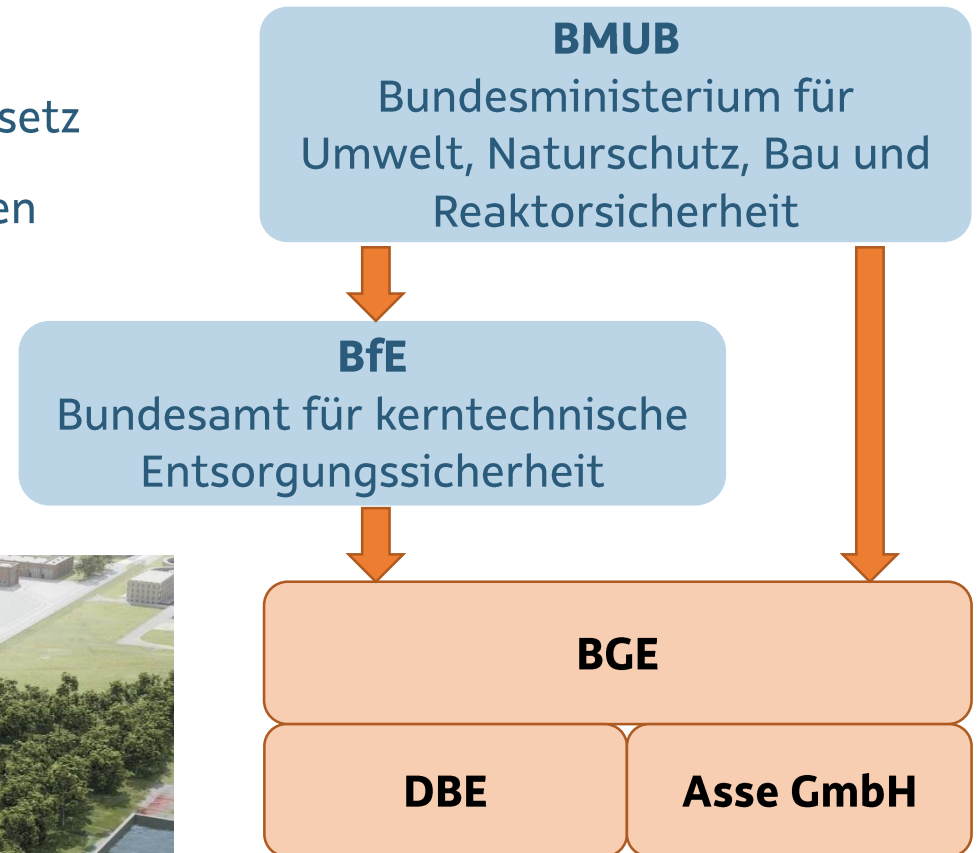 setz
en
BMUB
Bundesministerium für
Umwelt, Naturschutz, Bau und
Reaktorsicherheit
BfE
Bundesamt für kerntechnische
Entsorgungssicherheit
BGE
DBE
Asse GmbH